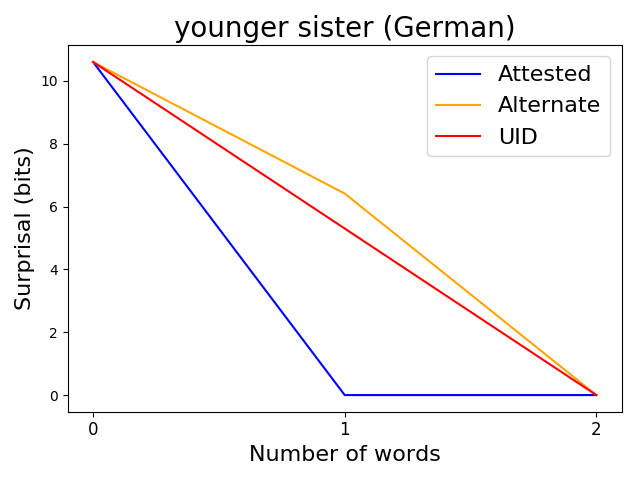 younger sister (German)
Attested
Alternate
UID
Surprisal (bits)
10
8
6
4
2
0
0 1 2
Number of words